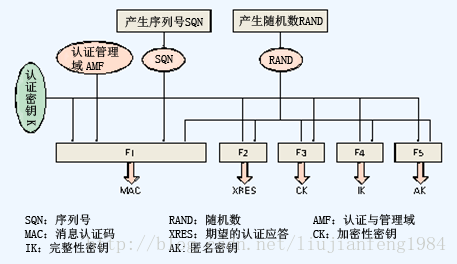 产生序列号SQN 产生随机数RAND
认证管理域AMF
SQN RAND
认证密钥K
F1 F2 F3 F4 F5
MAC XRES CK IK AK
SQN：序列号 RAND：随机数 AMF：认证与管理域
MAC：消息认证码 XRES：期望的认证应答 CK：加密性密钥
IK：完整性密钥 AK：匿名密钥